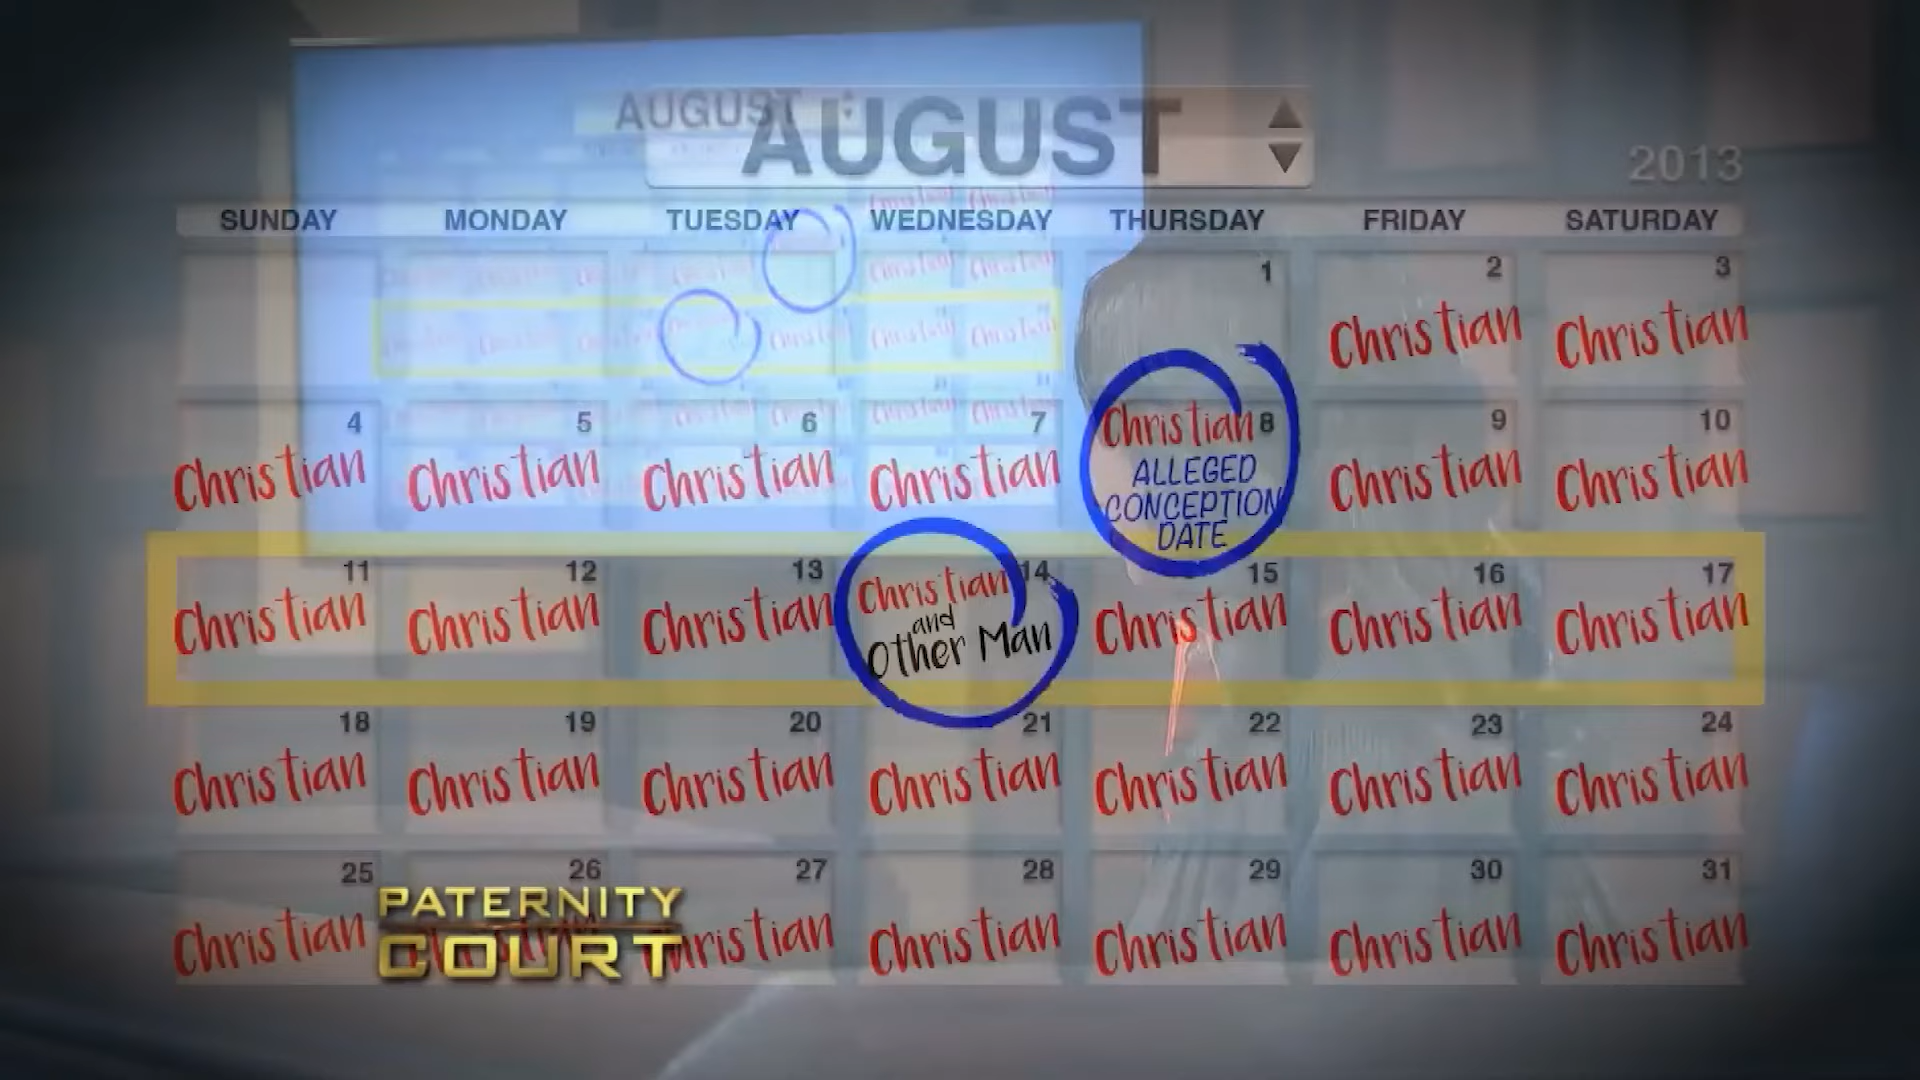 AUGUST
AUGUST
2013
SUNDAY MONDAY TUESDAY WEDNESDAY THURSDAY FRIDAY SATURDAY
1 2 3
Christian Christian
4 5 6 7 Christian 8 9 10
Christian Christian Christian Christian ALLEGED CONCEPTION DATE Christian Christian
11 12 13 Christian 14 15 16 17
Christian Christian Christian and Other Man Christian Christian Christian
18 19 20 21 22 23 24
Christian Christian Christian Christian Christian Christian Christian
25 26 27 28 29 30 31
Christian Christian Christian Christian Christian Christian
PATERNITY
COURT